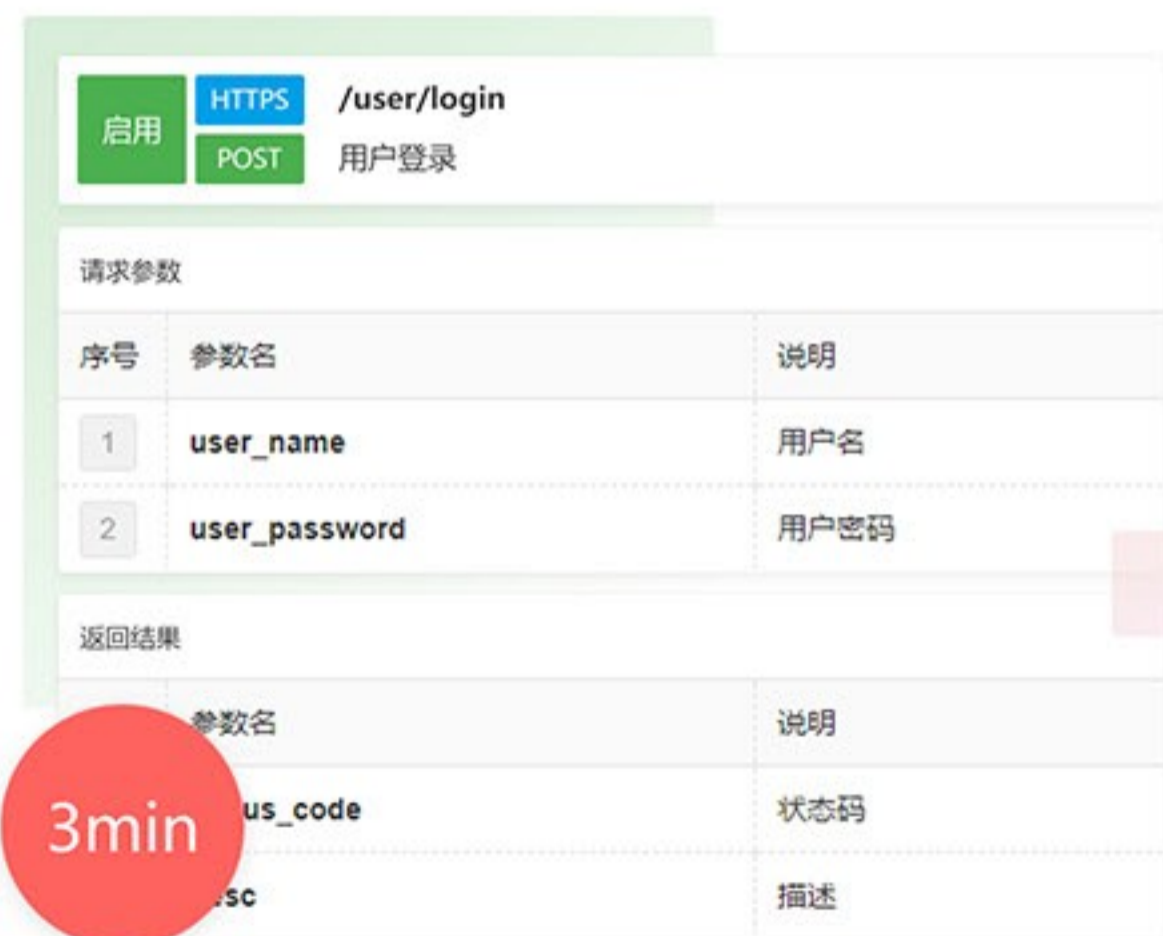 启用 HTTPS /user/login
POST 用户登录
请求参数
序号 参数名 说明
1 user_name 用户名
2 user_password 用户密码
返回结果
参数名 说明
us_code 状态码
3min
sc 描述